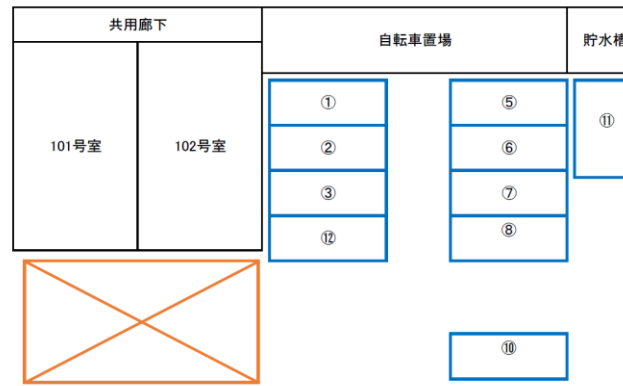 共用廊下
自転車置場
貯水槽
101号室
102号室
①
⑤
⑪
②
⑥
③
⑦
⑫
⑧
⑩